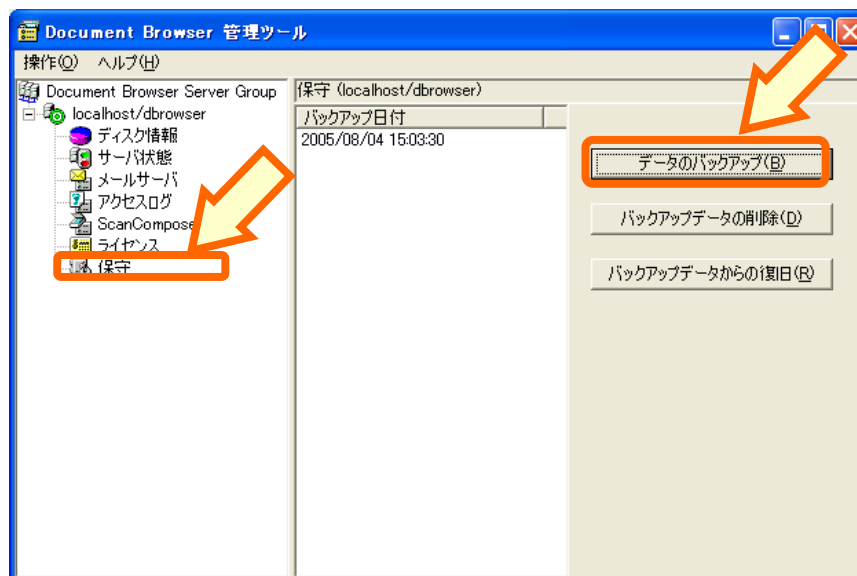 Document Browser 管理ツール
操作(O) ヘルプ(H)
Document Browser Server Group
localhost/dbrowser
ディスク情報
サーバ状態
メールサーバ
アクセスログ
ScanCompose
ライセンス
保守
保守 (localhost/dbrowser)
バックアップ日付
2005/08/04 15:03:30
データのバックアップ(B)
バックアップデータの削除(D)
バックアップデータからの復旧(R)